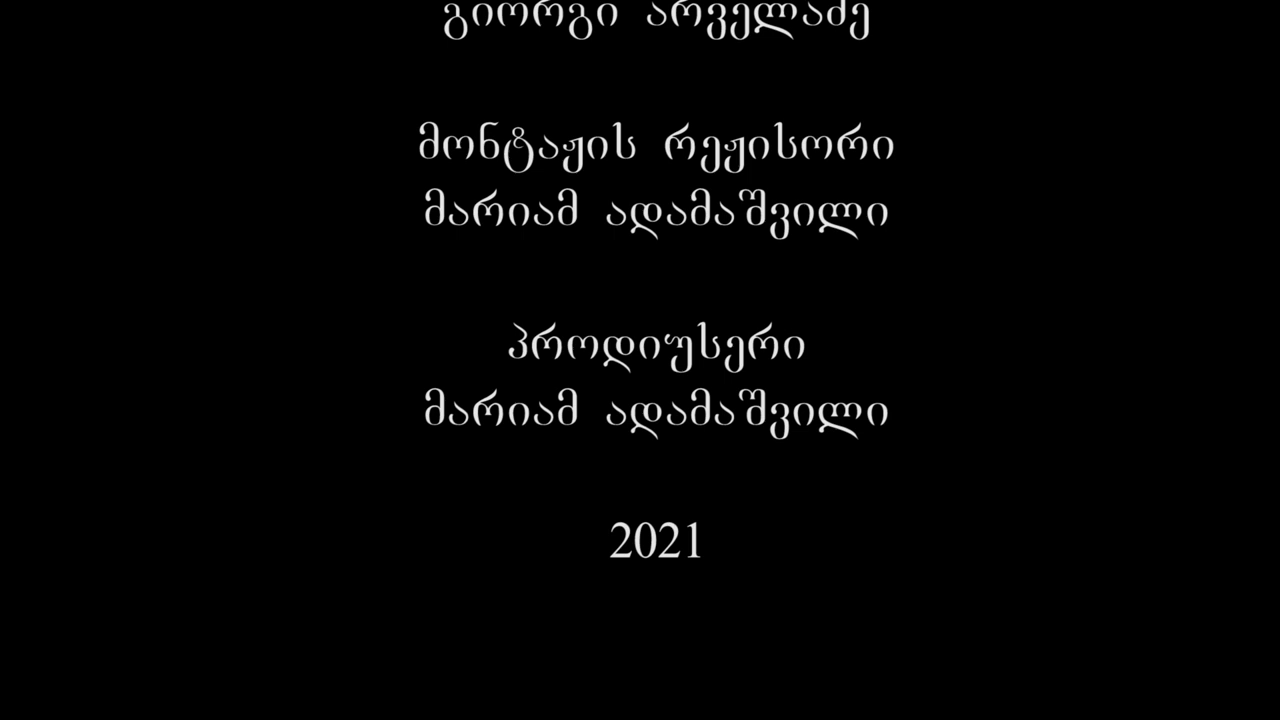 გიორგი არველაძე
მონტაჟის რეჟისორი
მარიამ ადამაშვილი
პროდიუსერი
მარიამ ადამაშვილი
2021